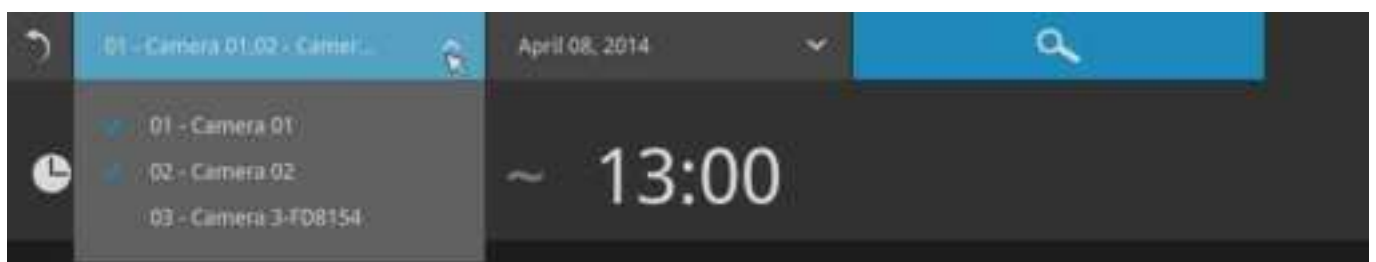 01 - Camera 01,02 - Camer...
April 08, 2014
01 - Camera 01
02 - Camera 02
~ 13:00
03 - Camera 3-FD8154